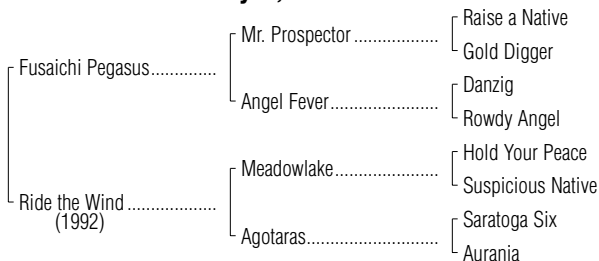 Raise a Native
Mr. Prospector ..................
Gold Digger
Fusaichi Pegasus..............
Danzig
Angel Fever.......................
Rowdy Angel
Hold Your Peace
Meadowlake......................
Suspicious Native
Ride the Wind ...................
(1992)
Saratoga Six
Agotaras............................
Aurania